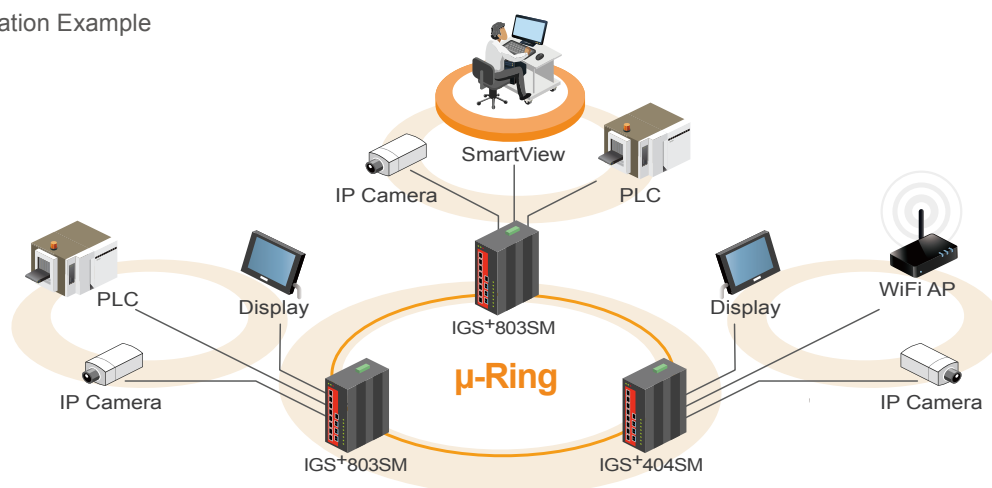 ation Example
SmartView
IP Camera
PLC
WiFi AP
PLC
Display
Display
IGS⁺803SM
IP Camera
μ-Ring
IP Camera
IGS⁺803SM
IGS⁺404SM